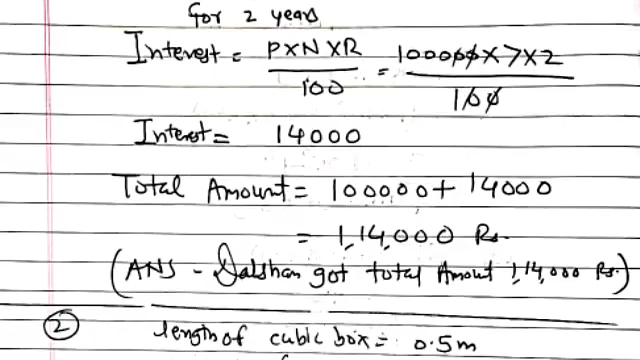 for 2 years
Interest = P×N×R / 100 = 100000×7×2 / 100
Interest = 14000
Total Amount = 100000 + 14000
= 1,14,000 Rs.
(ANS - Dalshan got total Amount 1,14,000 Rs.)
② length of cubic box = 0.5m